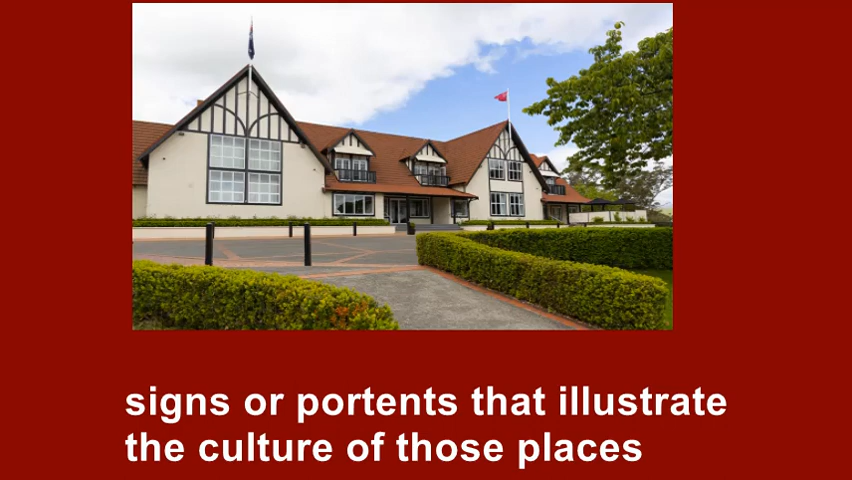 signs or portents that illustrate
the culture of those places